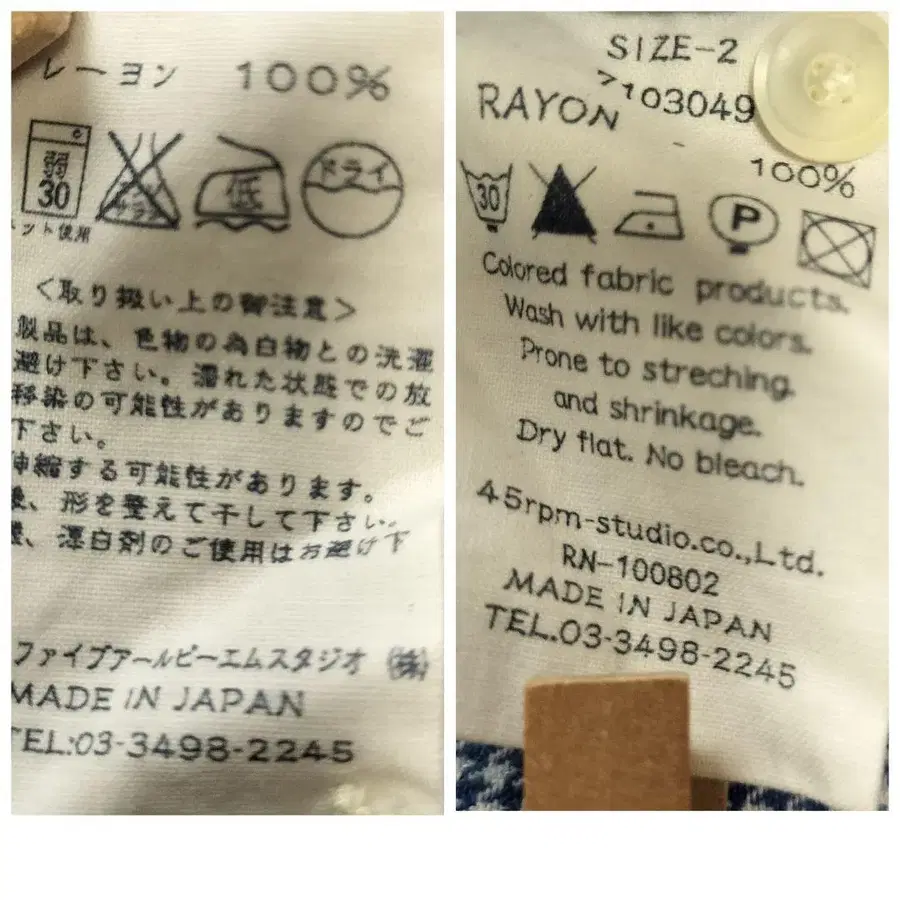 レーヨン 100%
弱
30
サラシ
低
ドライ
ット使用
<取り扱い上の御注意>
製品は、色物の為白物との洗濯
避け下さい。濡れた状態での放
移染の可能性がありますのでご
下さい。
伸縮する可能性があります。
後、形を整えて干して下さい。
、漂白剤のご使用はお避け下
ファイブアールピーエムスタジオ ㈱
MADE IN JAPAN
TEL:03-3498-2245
SIZE-2
103049
RAYON
100%
30
P
Colored fabric products.
Wash with like colors.
Prone to streching.
and shrinkage.
Dry flat. No bleach.
45rpm-studio.co.,Ltd.
RN-100802
MADE IN JAPAN
TEL.03-3498-2245